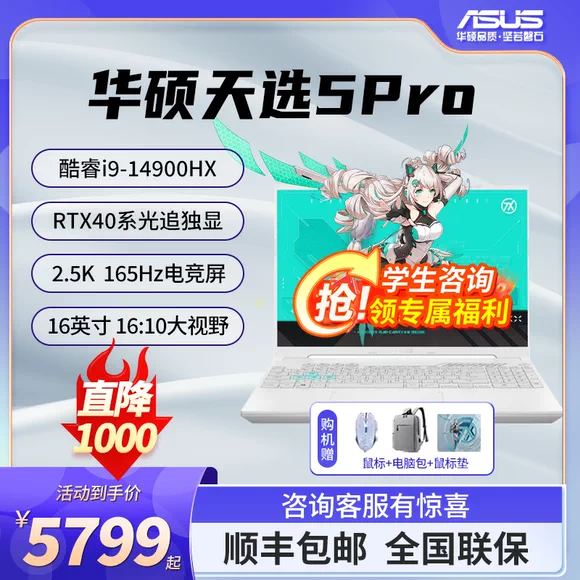 ASUS
华硕品质·坚若磐石
华硕天选5Pro
酷睿i9-14900HX
RTX40系光追独显
2.5K 165Hz电竞屏
16英寸 16:10大视野
抢!
学生咨询
领专属福利
直降
1000
购机赠
鼠标+电脑包+鼠标垫
活动到手价
¥5799起
咨询客服有惊喜
顺丰包邮 全国联保